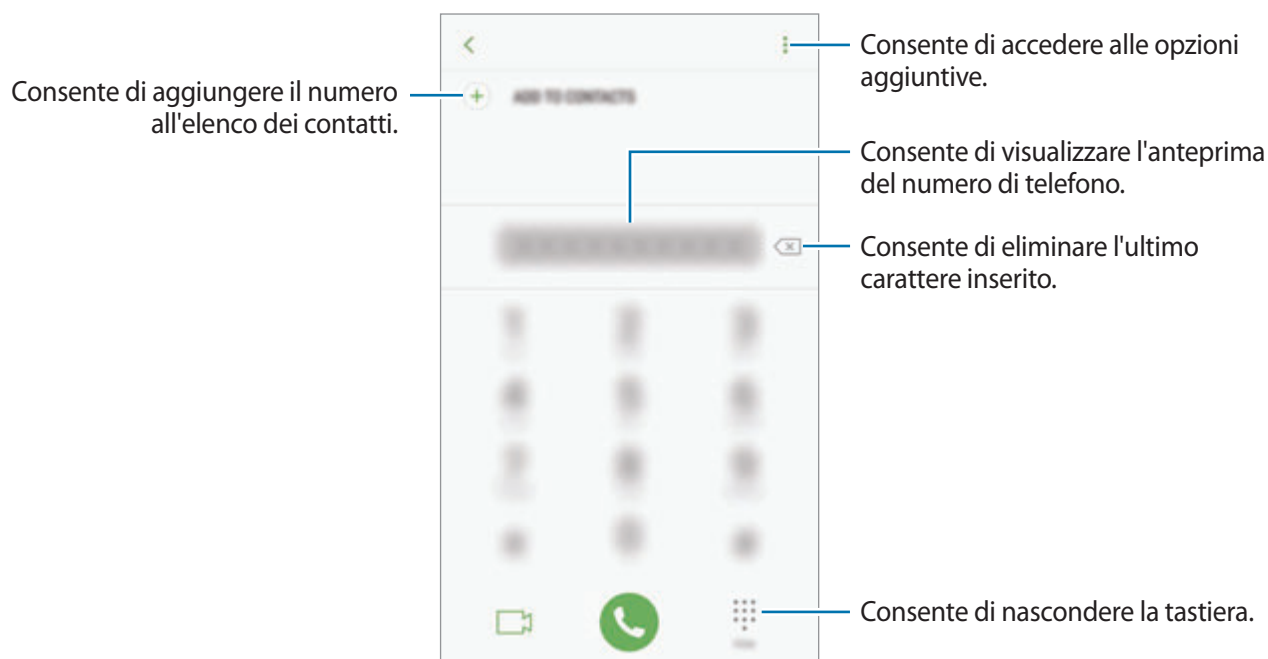 Consente di accedere alle opzioni
aggiuntive.
Consente di aggiungere il numero
all'elenco dei contatti.
ADD TO CONTACTS
Consente di visualizzare l'anteprima
del numero di telefono.
Consente di eliminare l'ultimo
carattere inserito.
Consente di nascondere la tastiera.